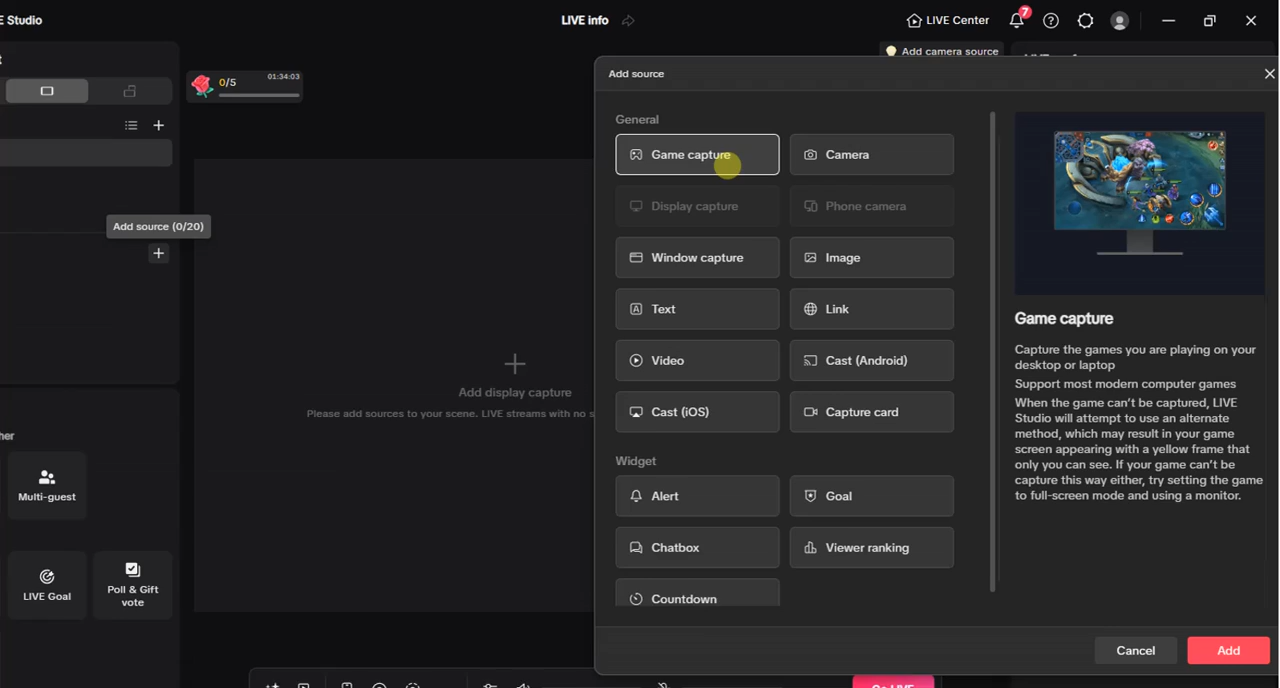 E Studio
LIVE info
LIVE Center
7
Add camera source
0/5
01:34:03
Add source (0/20)
Add display capture
Please add sources to your scene. LIVE streams with no s
Multi-guest
LIVE Goal
Poll & Gift
vote
Add source
General
Game capture
Camera
Display capture
Phone camera
Window capture
Image
Text
Link
Video
Cast (Android)
Cast (iOS)
Capture card
Widget
Alert
Goal
Chatbox
Viewer ranking
Countdown
Game capture
Capture the games you are playing on your
desktop or laptop
Support most modern computer games
When the game can't be captured, LIVE
Studio will attempt to use an alternate
method, which may result in your game
screen appearing with a yellow frame that
only you can see. If your game can't be
capture this way either, try setting the game
to full-screen mode and using a monitor.
Cancel
Add
Go LIVE